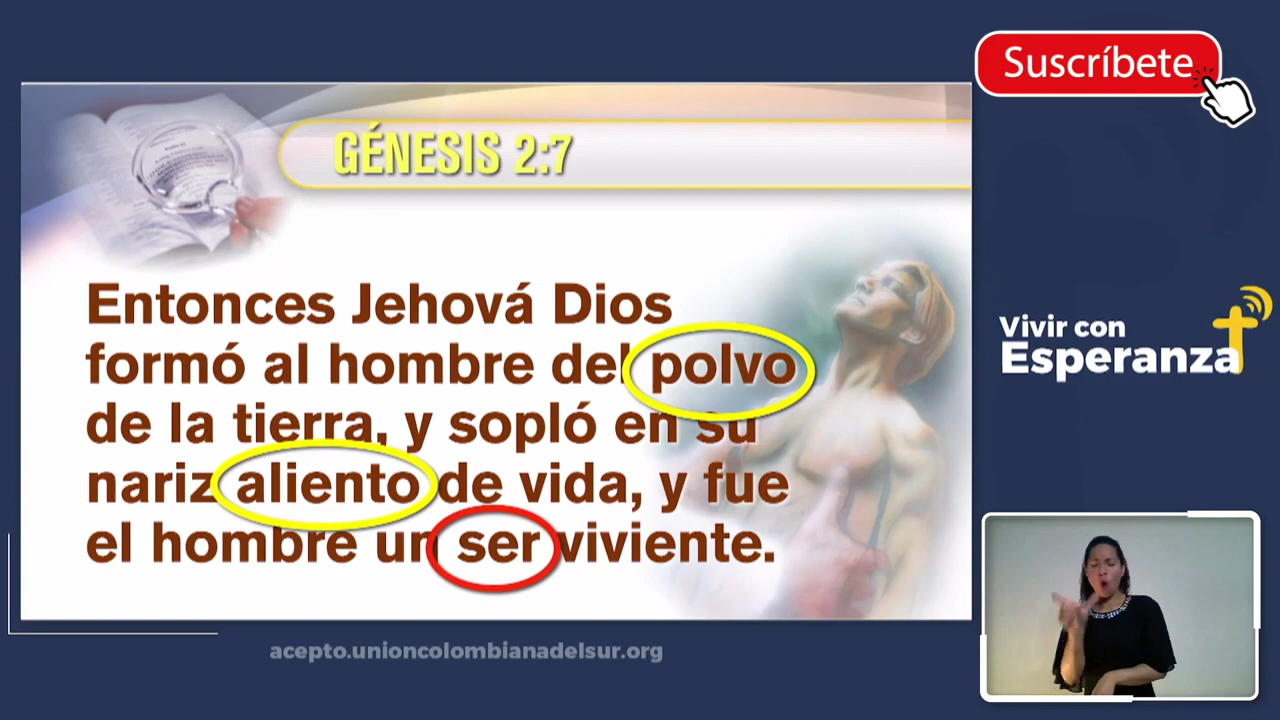 Suscríbete
GÉNESIS 2:7
Entonces Jehová Dios
formó al hombre del polvo
de la tierra, y sopló en su
nariz aliento de vida, y fue
el hombre un ser viviente.
Vivir con
Esperanza
acepto.unioncolombianadelsur.org